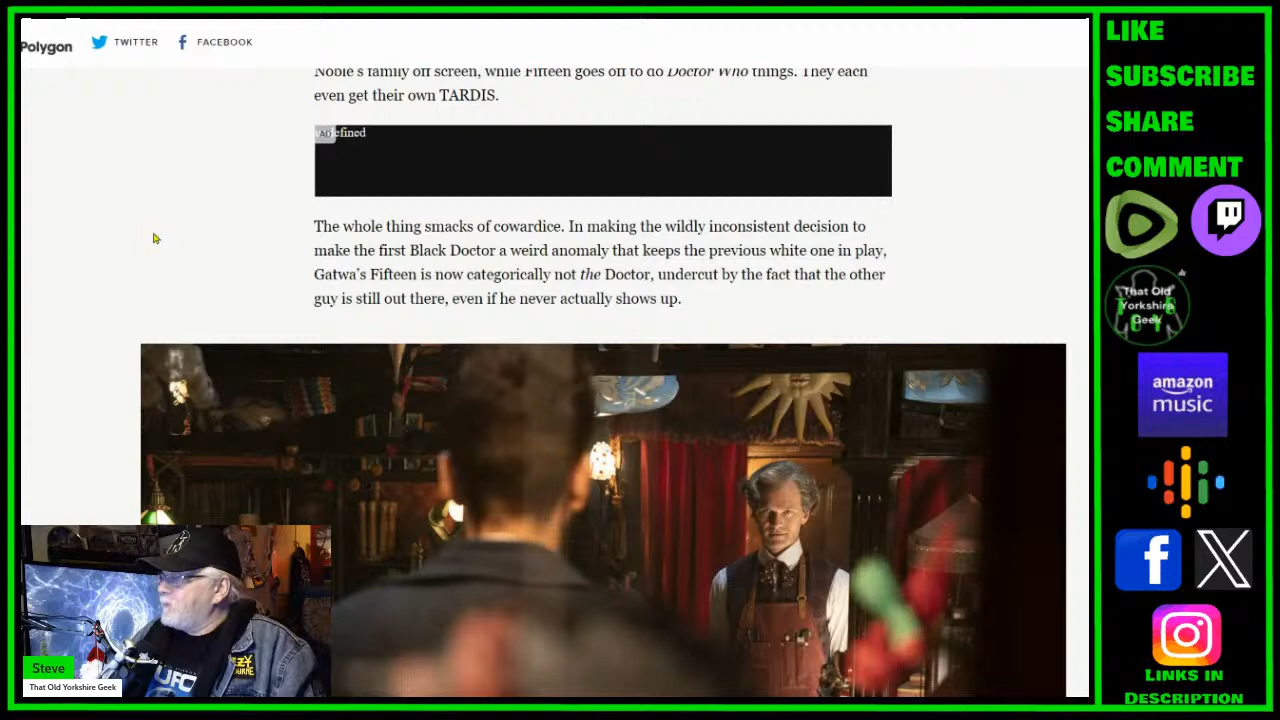 Polygon
TWITTER
FACEBOOK
Noble's family off screen, while Fifteen goes off to do Doctor Who things. They each
even get their own TARDIS.
AD
efined
The whole thing smacks of cowardice. In making the wildly inconsistent decision to
make the first Black Doctor a weird anomaly that keeps the previous white one in play,
Gatwa's Fifteen is now categorically not the Doctor, undercut by the fact that the other
guy is still out there, even if he never actually shows up.
Steve
That Old Yorkshire Geek
UFC
LIKE
SUBSCRIBE
SHARE
COMMENT
That Old
Yorkshire
Geek
amazon
music
LINKS IN
DESCRIPTION